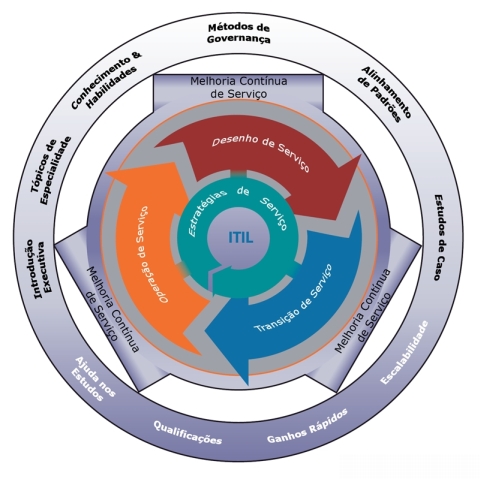 Métodos de
Governança
Conhecimento &
Habilidades
Alinhamento
de Padrões
Melhoria Contínua
de Serviço
Desenho de Serviço
Tópicos de
Especialidade
Estratégias de Serviço
Estudos de Caso
ITIL
Operação de Serviço
Transição de Serviço
Introdução
Executiva
Melhoria Contínua
de Serviço
Melhoria Contínua
de Serviço
Escalabilidade
Ajuda nos
Estudos
Qualificações
Ganhos Rápidos